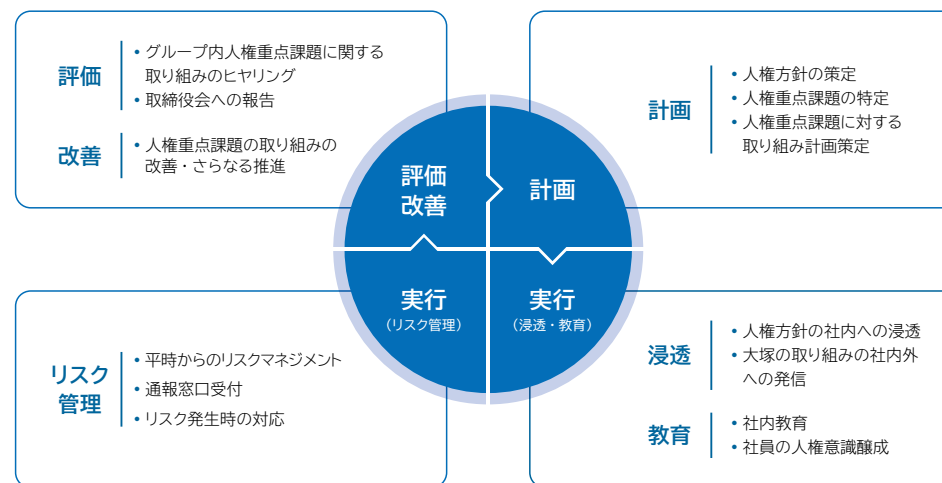 評価
• グループ内人権重点課題に関する
取り組みのヒヤリング
• 取締役会への報告
改善
• 人権重点課題の取り組みの
改善・さらなる推進
計画
• 人権方針の策定
• 人権重点課題の特定
• 人権重点課題に対する
取り組み計画策定
評価
改善
計画
実行
（リスク管理）
実行
（浸透・教育）
リスク
管理
• 平時からのリスクマネジメント
• 通報窓口受付
• リスク発生時の対応
浸透
• 人権方針の社内への浸透
• 大塚の取り組みの社内外
への発信
教育
• 社内教育
• 社員の人権意識醸成